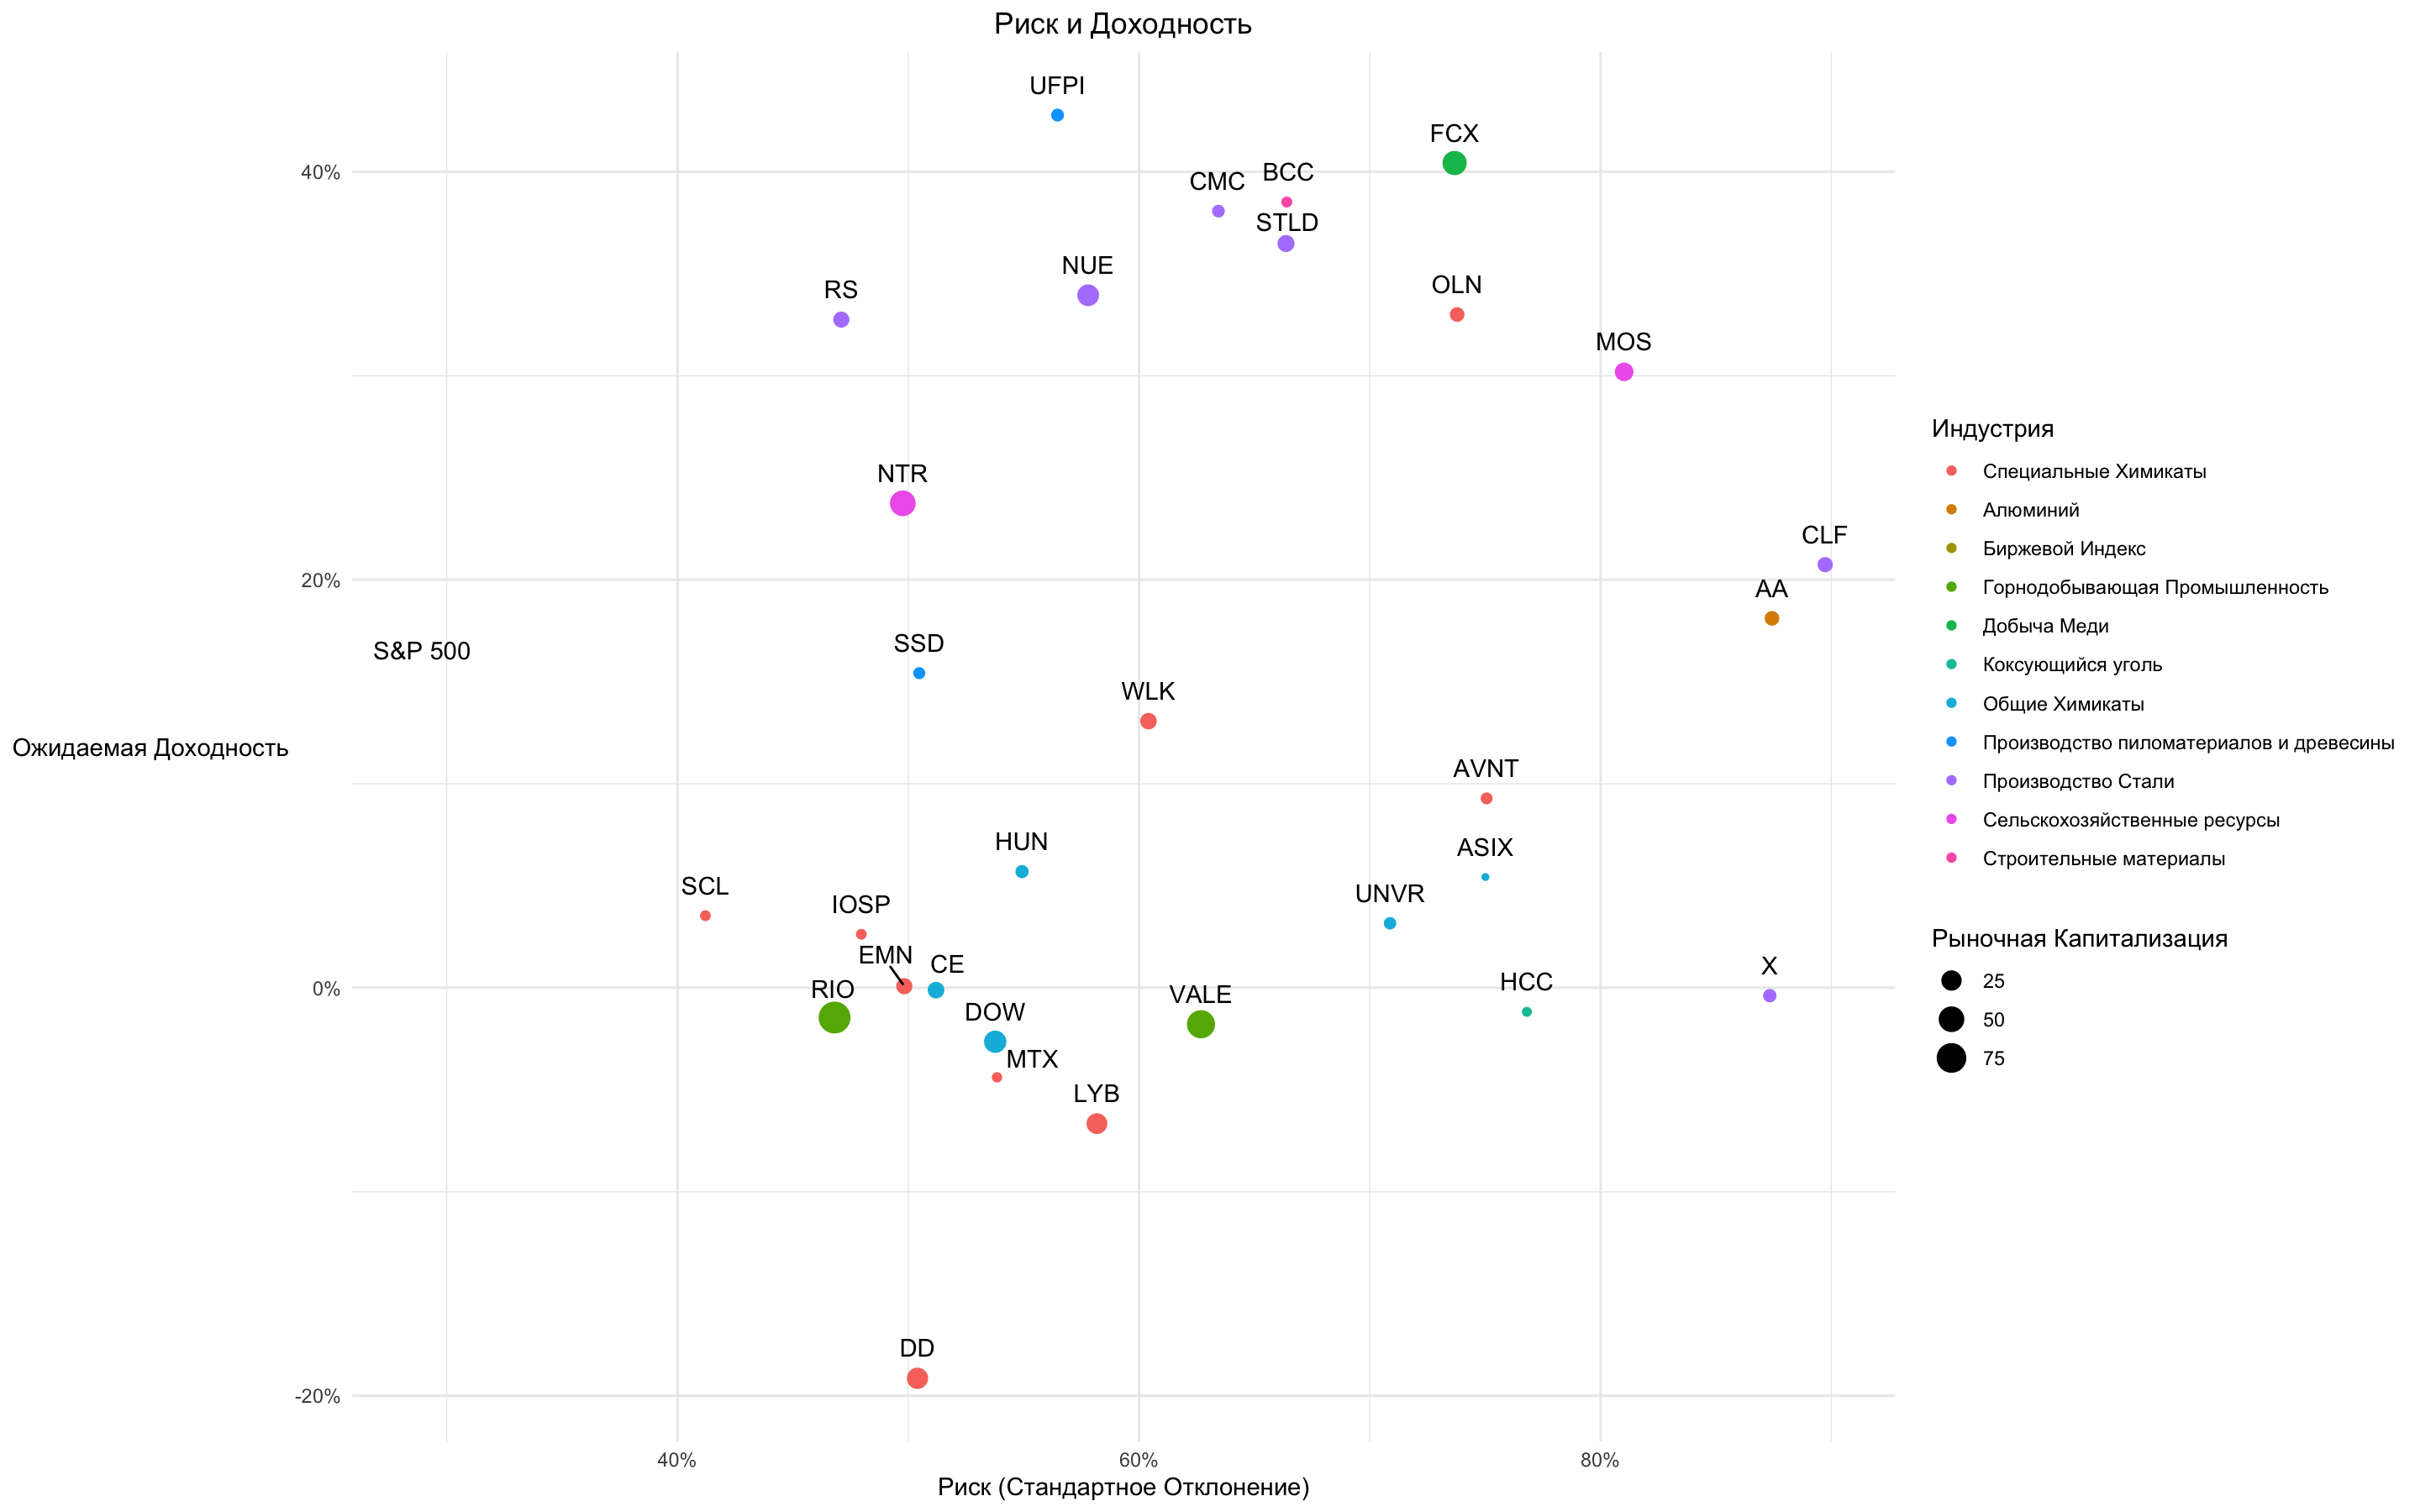 Риск и Доходность
UFPI
FCX
40%
BCC
CMC
STLD
NUE
OLN
RS
MOS
NTR
CLF
20%
AA
SSD
S&P 500
WLK
Ожидаемая Доходность
AVNT
HUN
ASIX
SCL
UNVR
IOSP
EMN
CE
X
HCC
0%
RIO
VALE
DOW
MTX
LYB
DD
-20%
40%
60%
80%
Риск (Стандартное Отклонение)
Индустрия
Специальные Химикаты
Алюминий
Биржевой Индекс
Горнодобывающая Промышленность
Добыча Меди
Коксующийся уголь
Общие Химикаты
Производство пиломатериалов и древесины
Производство Стали
Сельскохозяйственные ресурсы
Строительные материалы
Рыночная Капитализация
25
50
75